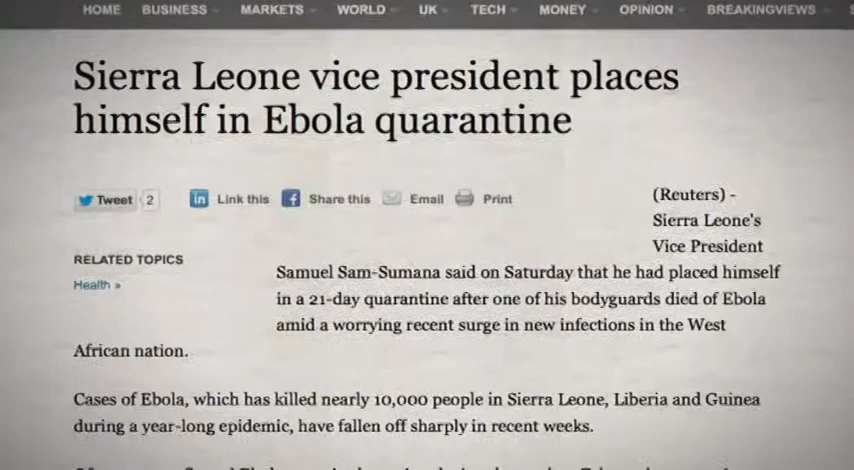 HOME BUSINESS MARKETS WORLD UK TECH MONEY OPINION BREAKINGVIEWS
Sierra Leone vice president places
himself in Ebola quarantine
Tweet 2 in Link this f Share this Email Print
(Reuters) -
Sierra Leone's
Vice President
RELATED TOPICS
Health »
Samuel Sam-Sumana said on Saturday that he had placed himself
in a 21-day quarantine after one of his bodyguards died of Ebola
amid a worrying recent surge in new infections in the West
African nation.
Cases of Ebola, which has killed nearly 10,000 people in Sierra Leone, Liberia and Guinea
during a year-long epidemic, have fallen off sharply in recent weeks.